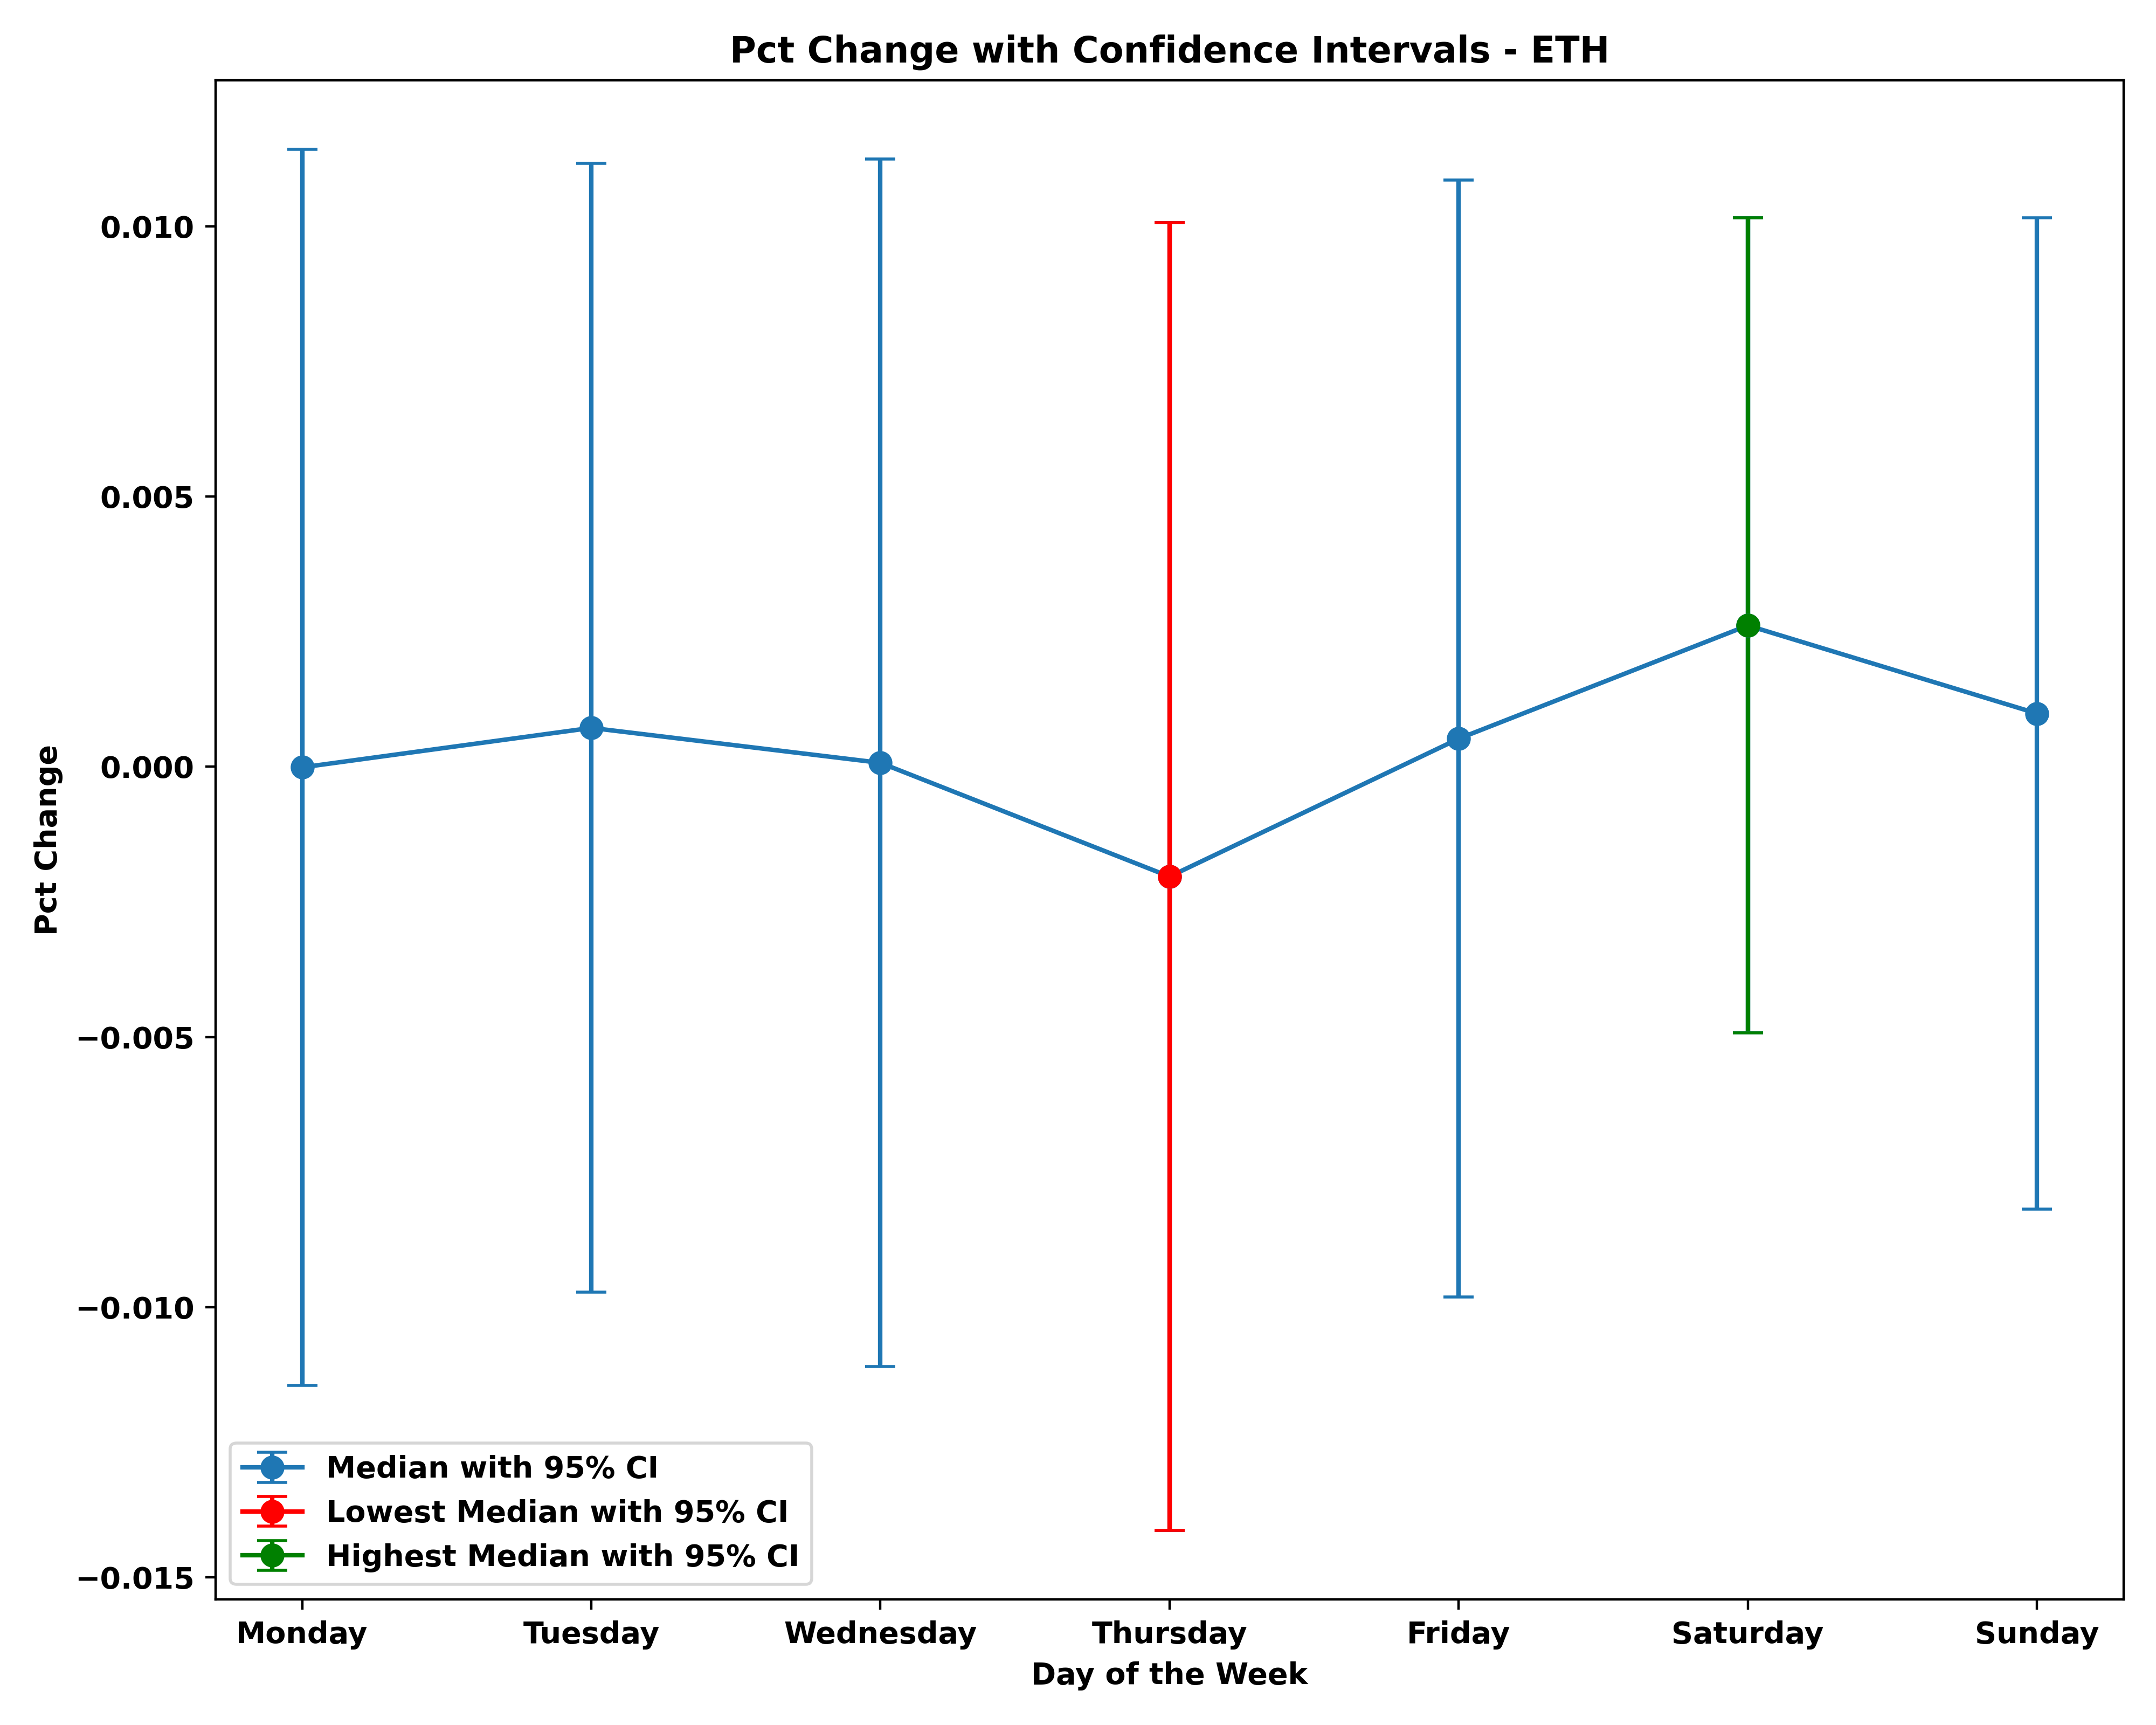 Pct Change with Confidence Intervals - ETH
Pct Change
0.010
0.005
0.000
−0.005
−0.010
−0.015
Median with 95% CI
Lowest Median with 95% CI
Highest Median with 95% CI
Monday Tuesday Wednesday Thursday Friday Saturday Sunday
Day of the Week